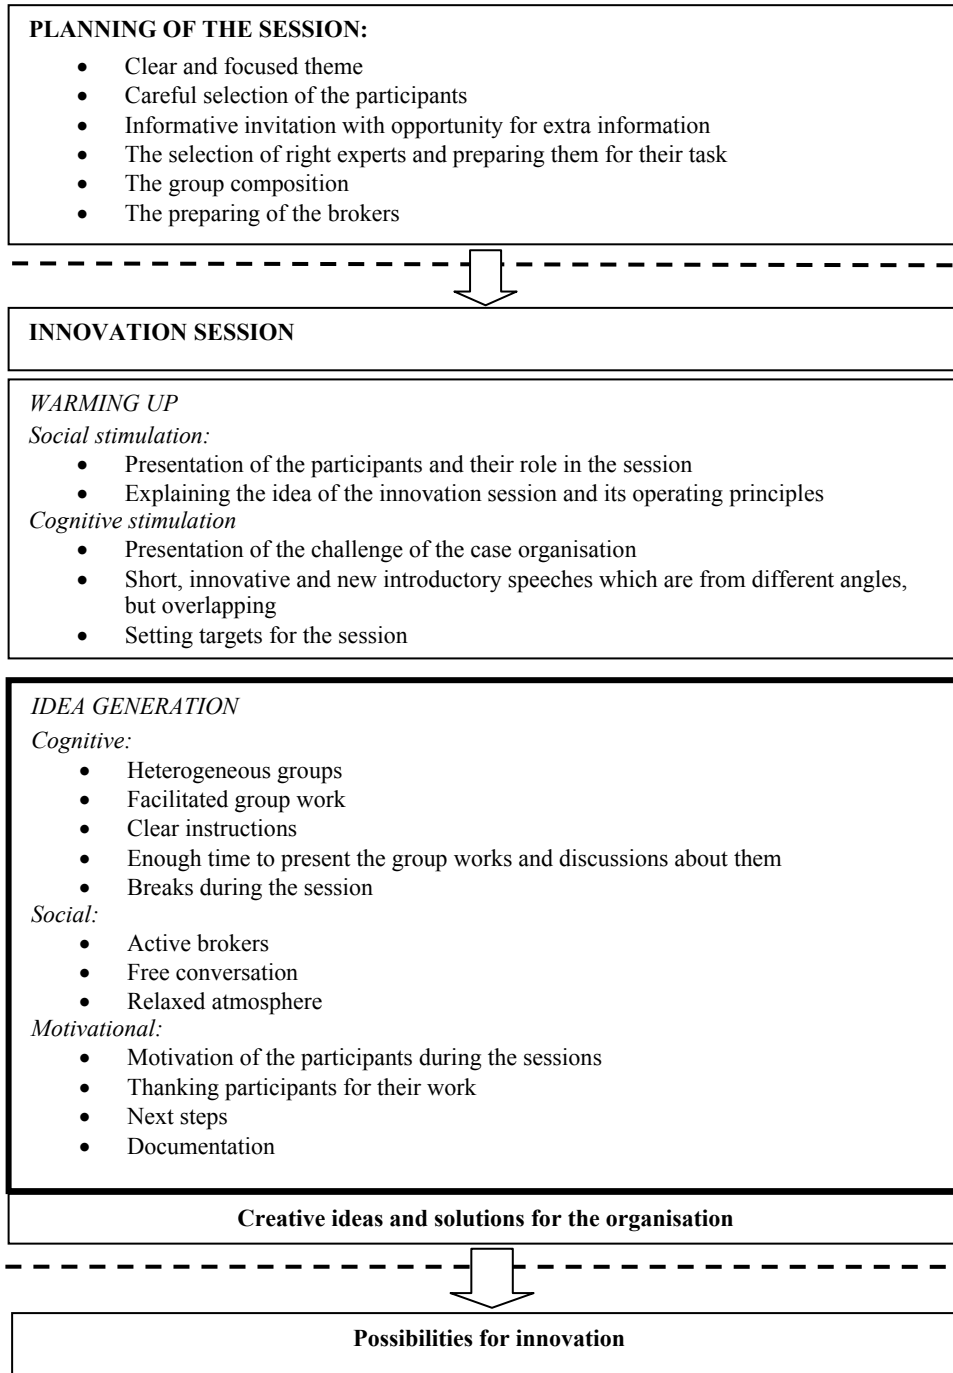 PLANNING OF THE SESSION:
• Clear and focused theme
• Careful selection of the participants
• Informative invitation with opportunity for extra information
• The selection of right experts and preparing them for their task
• The group composition
• The preparing of the brokers
INNOVATION SESSION
WARMING UP
Social stimulation:
• Presentation of the participants and their role in the session
• Explaining the idea of the innovation session and its operating principles
Cognitive stimulation
• Presentation of the challenge of the case organisation
• Short, innovative and new introductory speeches which are from different angles,
but overlapping
• Setting targets for the session
IDEA GENERATION
Cognitive:
• Heterogeneous groups
• Facilitated group work
• Clear instructions
• Enough time to present the group works and discussions about them
• Breaks during the session
Social:
• Active brokers
• Free conversation
• Relaxed atmosphere
Motivational:
• Motivation of the participants during the sessions
• Thanking participants for their work
• Next steps
• Documentation
Creative ideas and solutions for the organisation
Possibilities for innovation